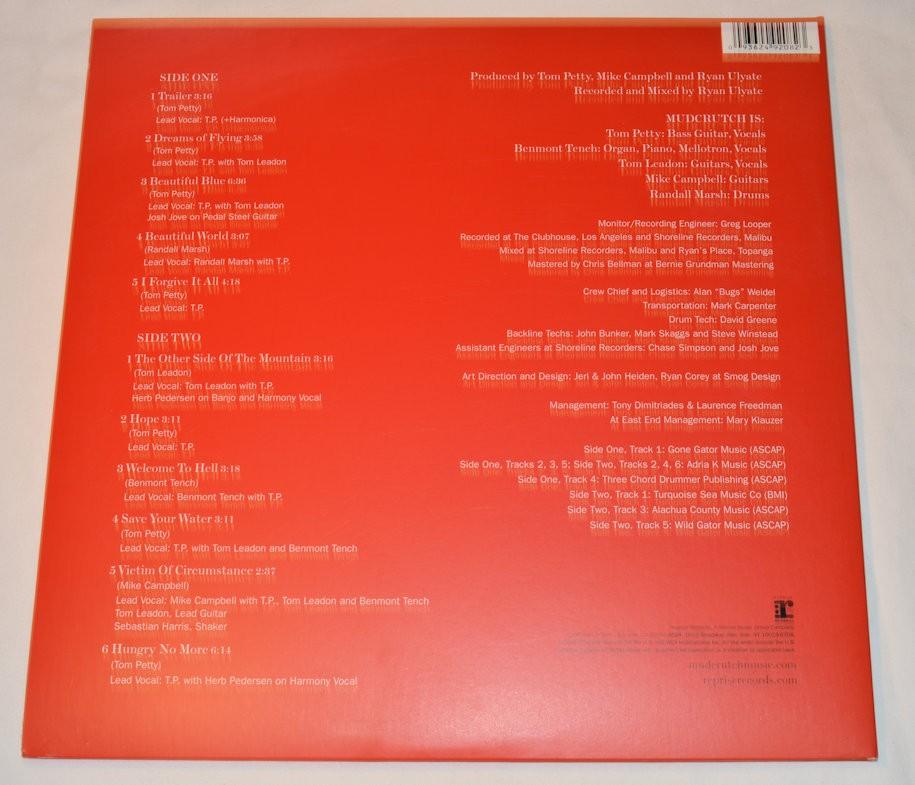 SIDE ONE
1 Trailer 3:16
(Tom Petty)
Lead Vocal: T.P. (+Harmonica)
2 Dreams of Flying 3:58
(Tom Petty)
Lead Vocal: T.P. with Tom Leadon
3 Beautiful Blue 6:36
(Tom Petty)
Lead Vocal: T.P. with Tom Leadon
Josh Jove on Pedal Steel Guitar
4 Beautiful World 3:07
(Randall Marsh)
Lead Vocal: Randall Marsh with T.P.
5 I Forgive It All 4:18
(Tom Petty)
Lead Vocal: T.P.
SIDE TWO
1 The Other Side Of The Mountain 3:16
(Tom Leadon)
Lead Vocal: Tom Leadon with T.P.
Herb Pedersen on Banjo and Harmony Vocal
2 Hope 3:11
(Tom Petty)
Lead Vocal: T.P.
3 Welcome To Hell 3:18
(Benmont Tench)
Lead Vocal: Benmont Tench with T.P.
4 Save Your Water 3:11
(Tom Petty)
Lead Vocal: T.P. with Tom Leadon and Benmont Tench
5 Victim Of Circumstance 2:37
(Mike Campbell)
Lead Vocal: Mike Campbell with T.P., Tom Leadon and Benmont Tench
Tom Leadon, Lead Guitar
Sebastian Harris, Shaker
6 Hungry No More 6:14
(Tom Petty)
Lead Vocal: T.P. with Herb Pedersen on Harmony Vocal
0 93624 92082 5
Produced by Tom Petty, Mike Campbell and Ryan Ulyate
Recorded and Mixed by Ryan Ulyate
MUDCRUTCH IS:
Tom Petty: Bass Guitar, Vocals
Benmont Tench: Organ, Piano, Mellotron, Vocals
Tom Leadon: Guitars, Vocals
Mike Campbell: Guitars
Randall Marsh: Drums
Monitor/Recording Engineer: Greg Looper
Recorded at The Clubhouse, Los Angeles and Shoreline Recorders, Malibu
Mixed at Shoreline Recorders, Malibu and Ryan's Place, Topanga
Mastered by Chris Bellman at Bernie Grundman Mastering
Crew Chief and Logistics: Alan "Bugs" Weidel
Transportation: Mark Carpenter
Drum Tech: David Greene
Backline Techs: John Bunker, Mark Skaggs and Steve Winstead
Assistant Engineers at Shoreline Recorders: Chase Simpson and Josh Jove
Art Direction and Design: Jeri & John Heiden, Ryan Corey at Smog Design
Management: Tony Dimitriades & Laurence Freedman
At East End Management: Mary Klauzer
Side One, Track 1: Gone Gator Music (ASCAP)
Side One, Tracks 2, 3, 5; Side Two, Tracks 2, 4, 6: Adria K Music (ASCAP)
Side One, Track 4: Three Chord Drummer Publishing (ASCAP)
Side Two, Track 1: Turquoise Sea Music Co (BMI)
Side Two, Track 3: Alachua County Music (ASCAP)
Side Two, Track 5: Wild Gator Music (ASCAP)
r
mudcrutchmusic.com
repriserecords.com